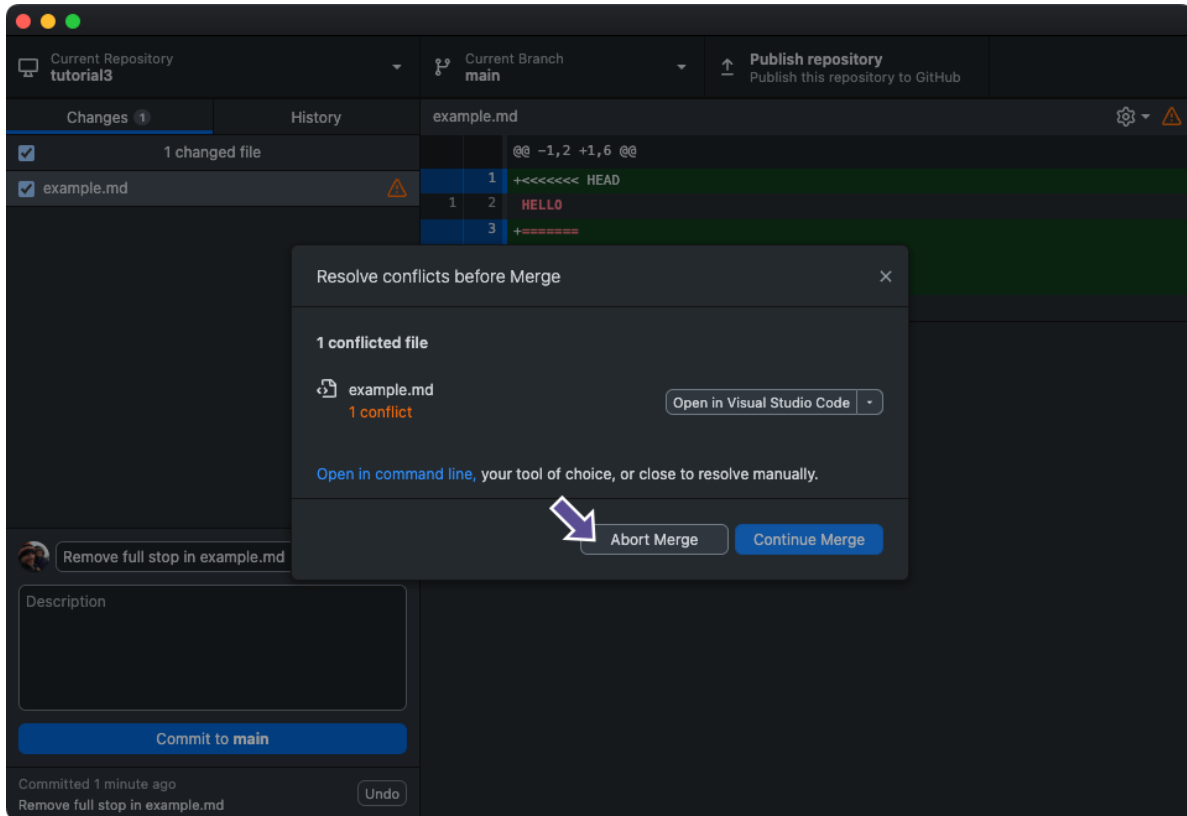 Current Repository
tutorial3
Current Branch
main
Publish repository
Publish this repository to GitHub
Changes 1
History
example.md
1 changed file
@@ -1,2 +1,6 @@
example.md
1 +<<<<<<< HEAD
1 2 HELLO
3 +=======
Resolve conflicts before Merge
1 conflicted file
example.md
1 conflict
Open in Visual Studio Code
Open in command line, your tool of choice, or close to resolve manually.
Abort Merge
Continue Merge
Remove full stop in example.md
Description
Commit to main
Committed 1 minute ago
Remove full stop in example.md
Undo